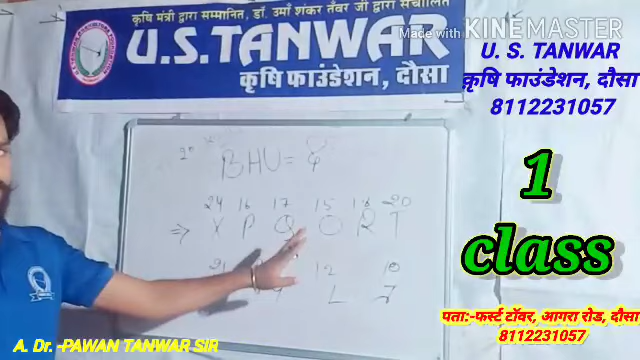 कृषि मंत्री द्वारा सम्मानित, डॉ. उमाँ शंकर तँवर जी द्वारा संचालित
Made with KINEMASTER
U.S.TANWAR
कृषि फाउंडेशन, दौसा
U. S. TANWAR
कृषि फाउंडेशन, दौसा
8112231057
BHU=
24 16 17 15 18 20
⇒ X P Q O R T
12 10
L J
1
class
पता:-फर्स्ट टॉवर, आगरा रोड, दौसा
8112231057
A. Dr. -PAWAN TANWAR SIR